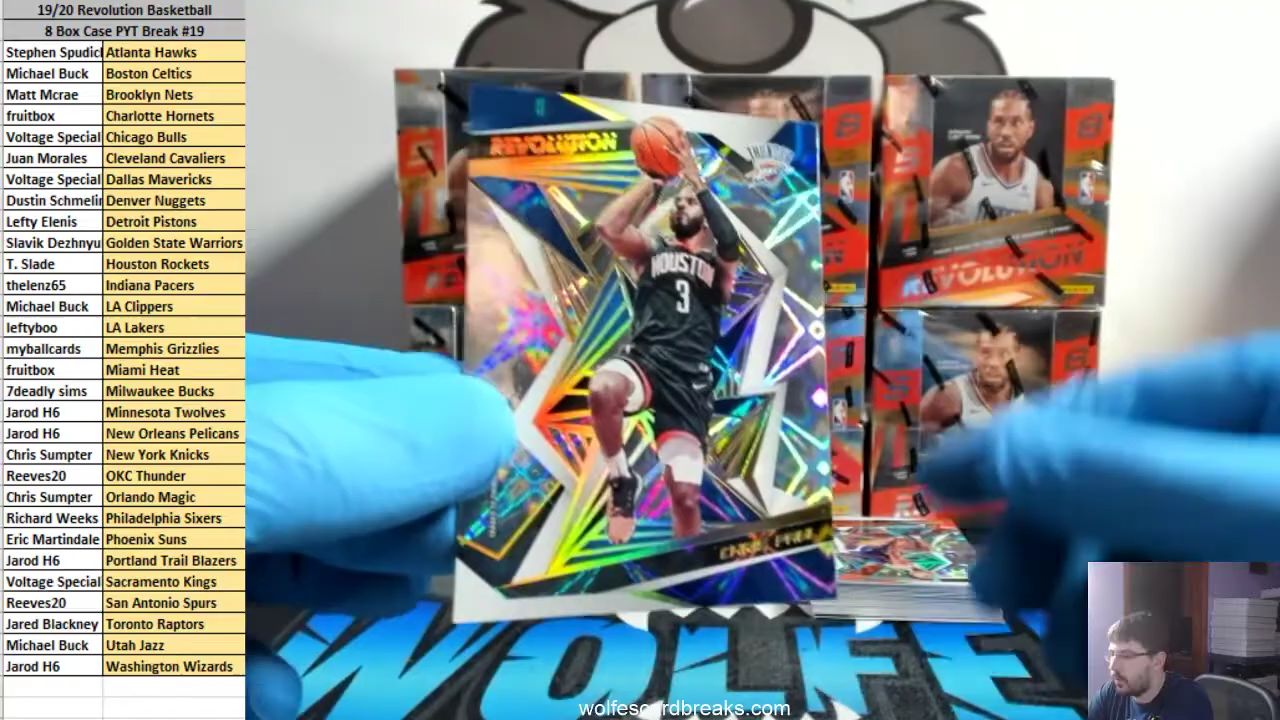 19/20 Revolution Basketball
8 Box Case PYT Break #19
Stephen Spudich Atlanta Hawks
Michael Buck Boston Celtics
Matt Mcrae Brooklyn Nets
fruitbox Charlotte Hornets
Voltage Special Chicago Bulls
Juan Morales Cleveland Cavaliers
Voltage Special Dallas Mavericks
Dustin Schmelin Denver Nuggets
Lefty Elenis Detroit Pistons
Slavik Dezhnyu Golden State Warriors
T. Slade Houston Rockets
thelenz65 Indiana Pacers
Michael Buck LA Clippers
leftyboo LA Lakers
myballcards Memphis Grizzlies
fruitbox Miami Heat
7deadly sims Milwaukee Bucks
Jarod H6 Minnesota Twolves
Jarod H6 New Orleans Pelicans
Chris Sumpter New York Knicks
Reeves20 OKC Thunder
Chris Sumpter Orlando Magic
Richard Weeks Philadelphia Sixers
Eric Martindale Phoenix Suns
Jarod H6 Portland Trail Blazers
Voltage Special Sacramento Kings
Reeves20 San Antonio Spurs
Jared Blackney Toronto Raptors
Michael Buck Utah Jazz
Jarod H6 Washington Wizards
REVOLUTION
HOUSTON
3
CHRIS PAUL
REVOLUTION
WOLFE
wolfescardbreaks.com